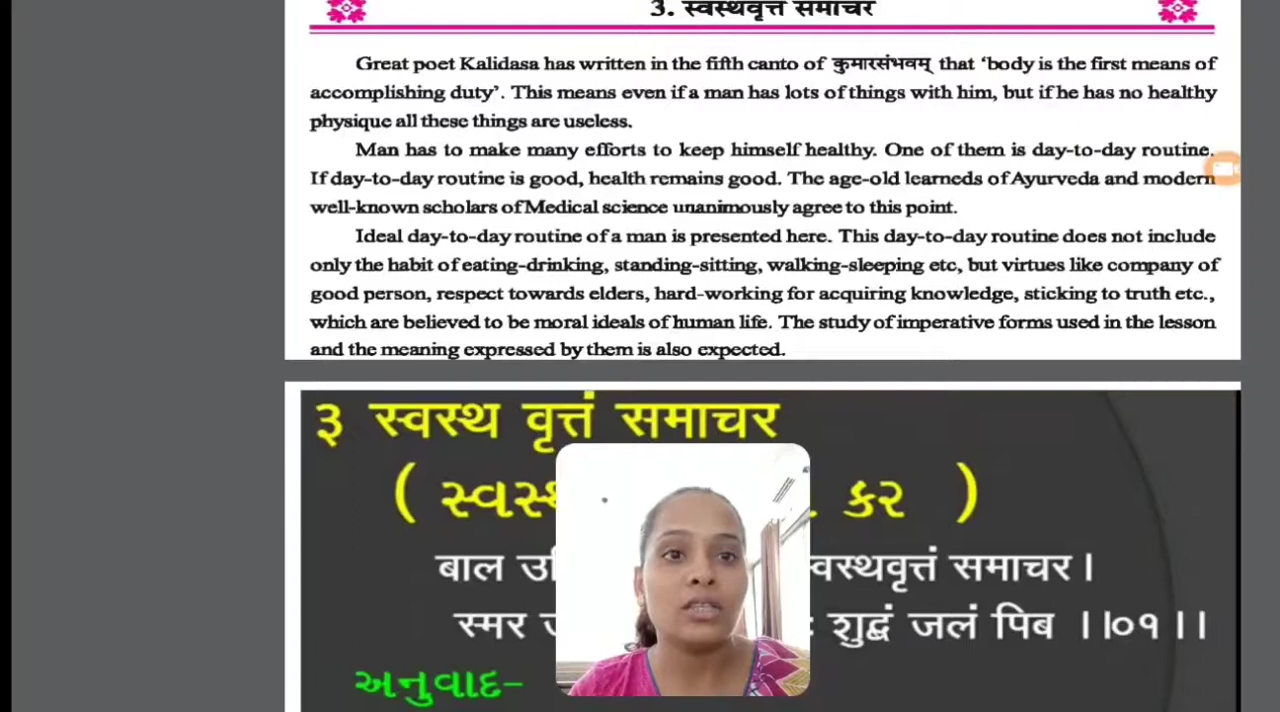 3. स्वस्थवृत्तं समाचर
Great poet Kalidasa has written in the fifth canto of कुमारसंभवम् that ‘body is the first means of
accomplishing duty’. This means even if a man has lots of things with him, but if he has no healthy
physique all these things are useless.
Man has to make many efforts to keep himself healthy. One of them is day-to-day routine.
If day-to-day routine is good, health remains good. The age-old learneds of Ayurveda and modern
well-known scholars of Medical science unanimously agree to this point.
Ideal day-to-day routine of a man is presented here. This day-to-day routine does not include
only the habit of eating-drinking, standing-sitting, walking-sleeping etc, but virtues like company of
good person, respect towards elders, hard-working for acquiring knowledge, sticking to truth etc.,
which are believed to be moral ideals of human life. The study of imperative forms used in the lesson
and the meaning expressed by them is also expected.
३ स्वस्थ वृत्तं समाचर
( કર )
बाल स्वस्थवृत्तं समाचर ।
स्मर शुद्धं जलं पिब ।।०१।।
અનુવાદ-